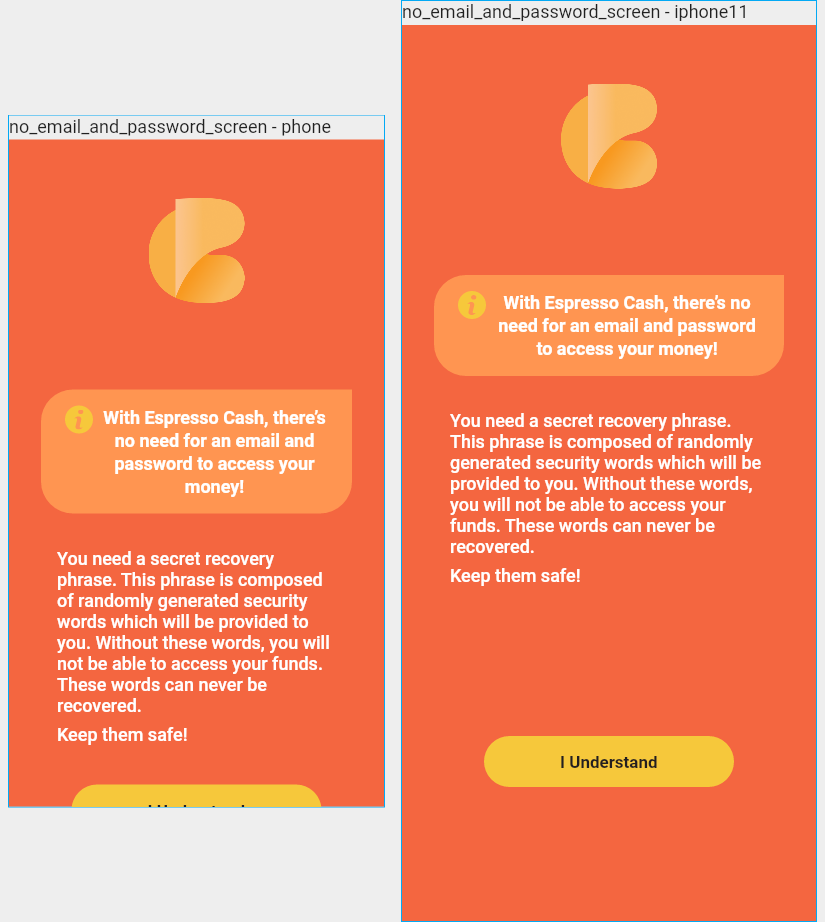 no_email_and_password_screen - phone
With Espresso Cash, there’s
no need for an email and
password to access your
money!
You need a secret recovery
phrase. This phrase is composed
of randomly generated security
words which will be provided to
you. Without these words, you will
not be able to access your funds.
These words can never be
recovered.
Keep them safe!
no_email_and_password_screen - iphone11
With Espresso Cash, there’s no
need for an email and password
to access your money!
You need a secret recovery phrase.
This phrase is composed of randomly
generated security words which will be
provided to you. Without these words,
you will not be able to access your
funds. These words can never be
recovered.
Keep them safe!
I Understand